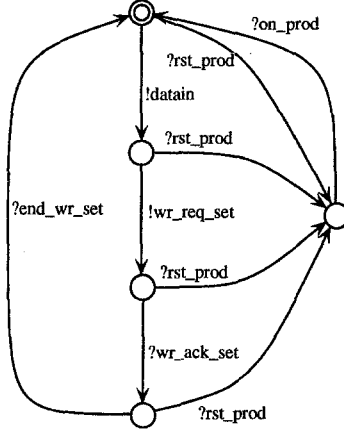 ?on_prod
?rst_prod
!datain
?rst_prod
?end_wr_set
!wr_req_set
?rst_prod
?wr_ack_set
?rst_prod